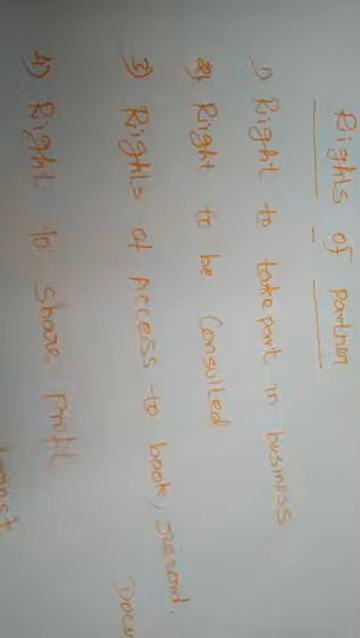 Rights of partner
1) Right to take part in business
2) Right to be Consulted
3) Rights of Access to book, record,
Docu
4) Right to Share Profit